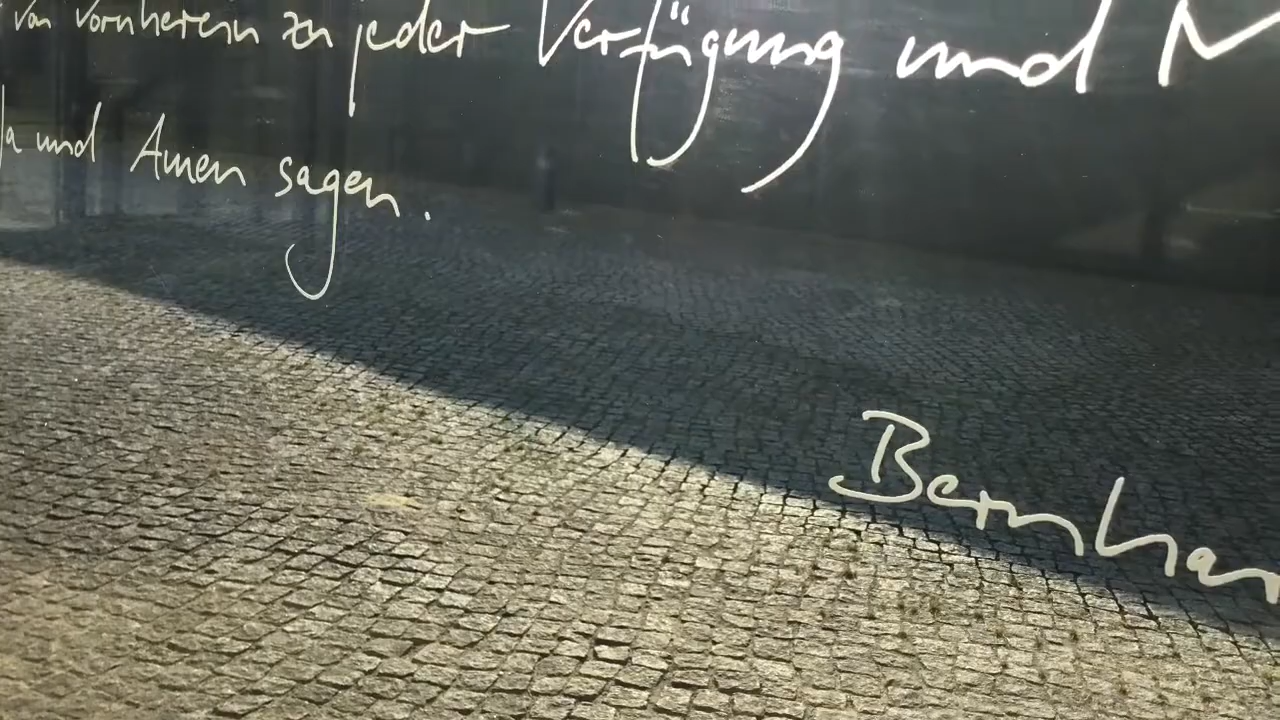 von vornherein zu jeder Verfügung und
Ja und Amen sagen.
Bernhar